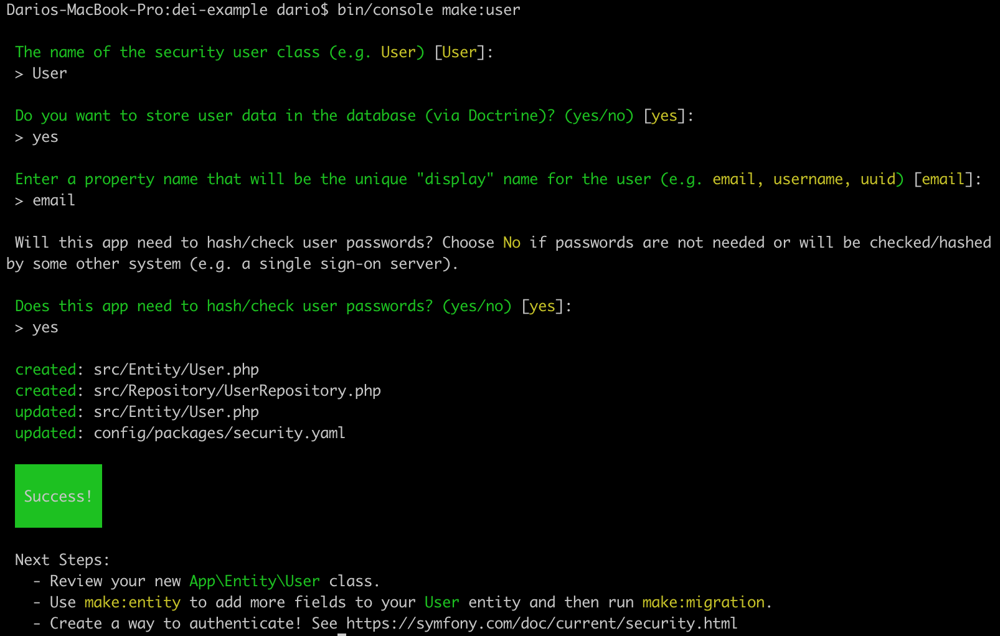 Darios-MacBook-Pro:dei-example dario$ bin/console make:user
The name of the security user class (e.g. User) [User]:
> User
Do you want to store user data in the database (via Doctrine)? (yes/no) [yes]:
> yes
Enter a property name that will be the unique "display" name for the user (e.g. email, username, uuid) [email]:
> email
Will this app need to hash/check user passwords? Choose No if passwords are not needed or will be checked/hashed
by some other system (e.g. a single sign-on server).
Does this app need to hash/check user passwords? (yes/no) [yes]:
> yes
created: src/Entity/User.php
created: src/Repository/UserRepository.php
updated: src/Entity/User.php
updated: config/packages/security.yaml
Success!
Next Steps:
- Review your new App\Entity\User class.
- Use make:entity to add more fields to your User entity and then run make:migration.
- Create a way to authenticate! See https://symfony.com/doc/current/security.html